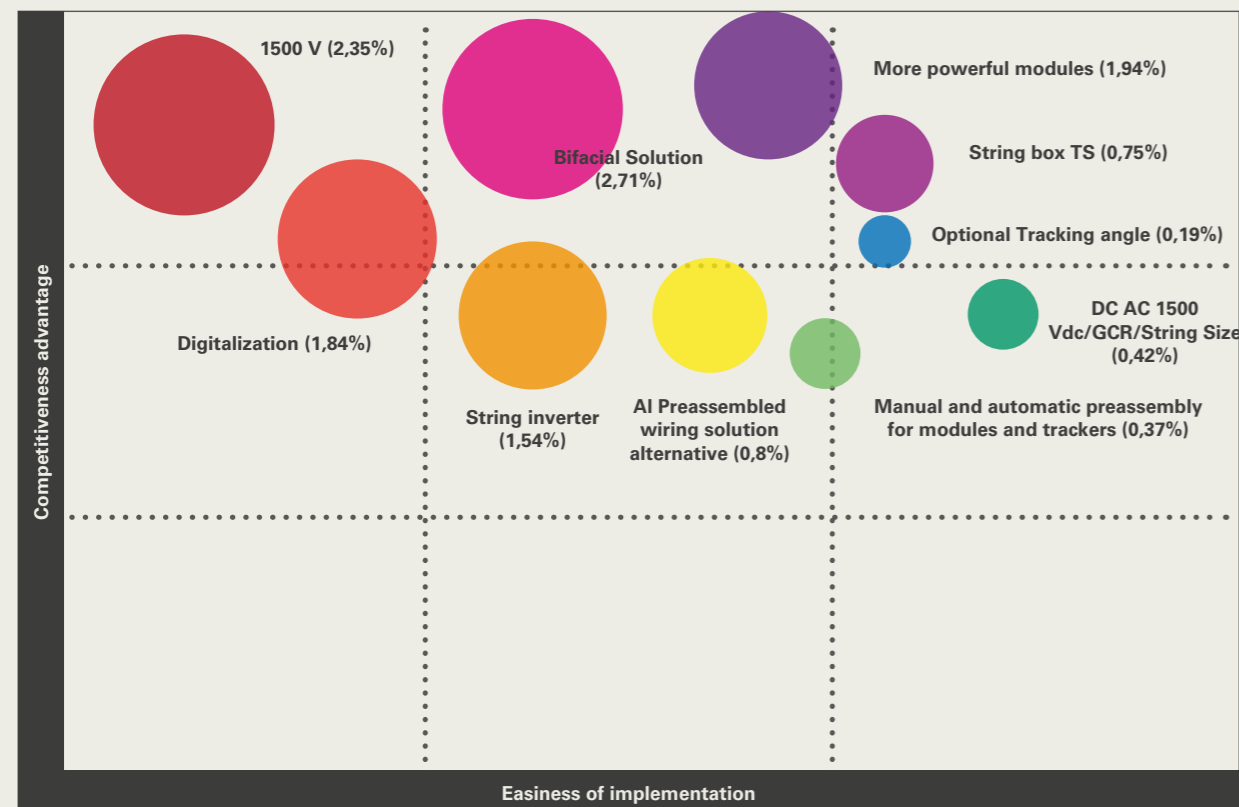 1500 V (2,35%)
More powerful modules (1,94%)
Bifacial Solution
(2,71%)
String box TS (0,75%)
Optional Tracking angle (0,19%)
Digitalization (1,84%)
DC AC 1500
Vdc/GCR/String Size
(0,42%)
String inverter
(1,54%)
Al Preassembled
wiring solution
alternative (0,8%)
Manual and automatic preassembly
for modules and trackers (0,37%)
Competitiveness advantage
Easiness of implementation